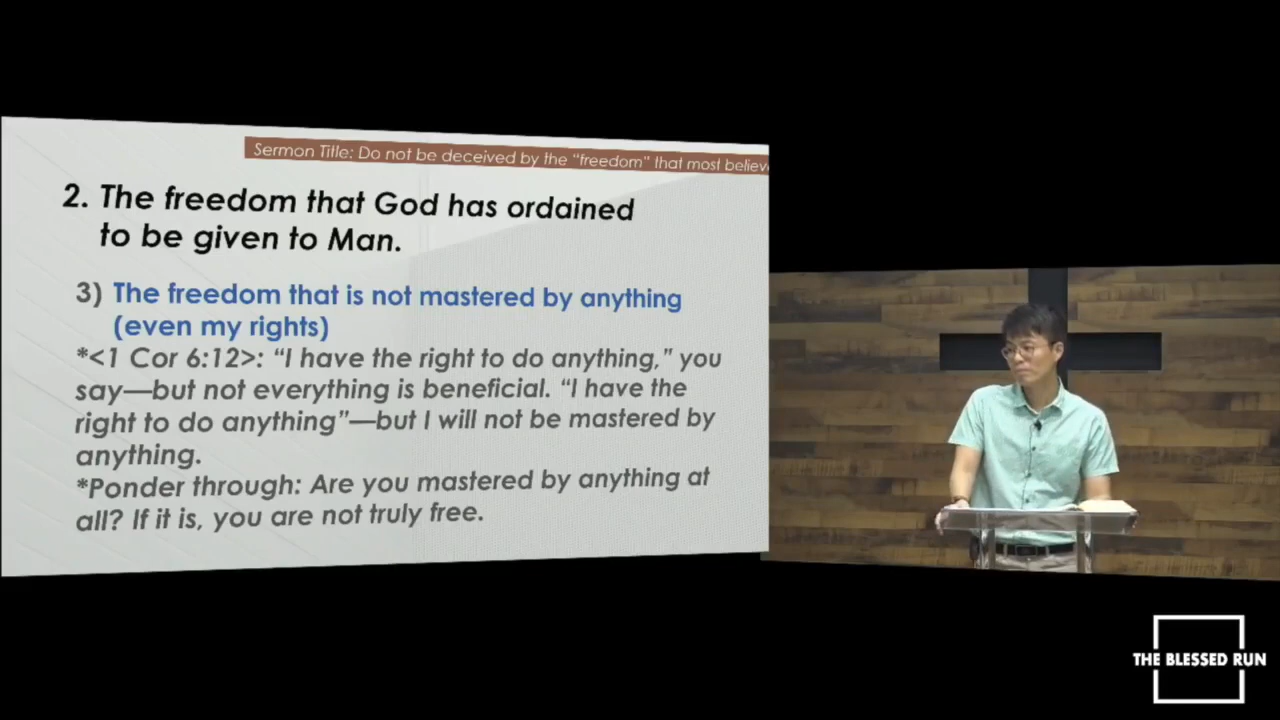 Sermon Title: Do not be deceived by the "freedom" that most
2. The freedom that God has ordained
to be given to Man.
3) The freedom that is not mastered by anything
(even my rights)
*<1 Cor 6:12>: “I have the right to do anything,” you
say—but not everything is beneficial. “I have the
right to do anything”—but I will not be mastered by
anything.
*Ponder through: Are you mastered by anything at
all? If it is, you are not truly free.
THE BLESSED RUN